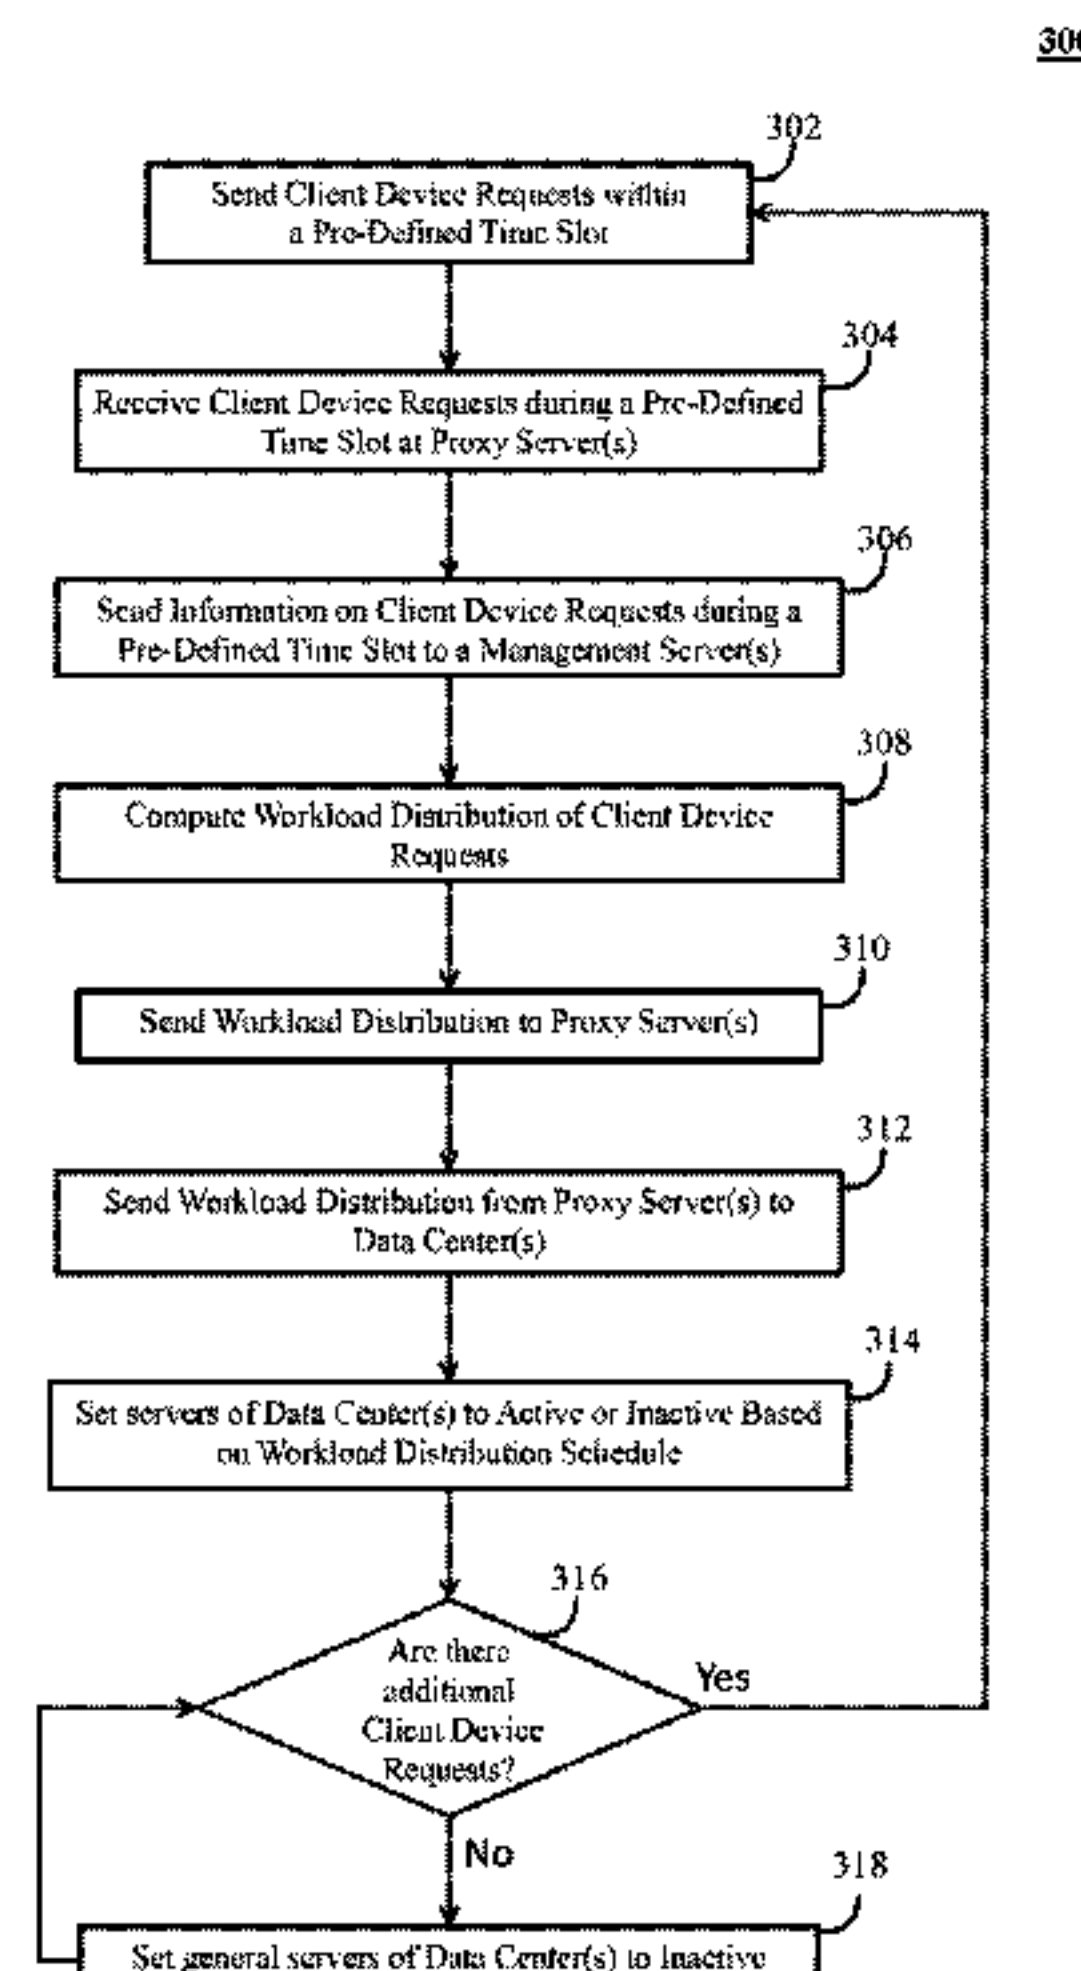 302
Send Client Device Requests within
a Pre-Defined Time Slot
304
Receive Client Device Requests during a Pre-Defined
Time Slot at Proxy Server(s)
306
Send Information on Client Device Requests during a
Pre-Defined Time Slot to a Management Server(s)
308
Compute Workload Distribution of Client Device
Requests
310
Send Workload Distribution to Proxy Server(s)
312
Send Workload Distribution from Proxy Server(s) to
Data Center(s)
314
Set servers of Data Center(s) to Active or Inactive Based
on Workload Distribution Schedule
316
Are there
additional
Client Device
Requests?
Yes
No
318
Set general servers of Data Center(s) to Inactive